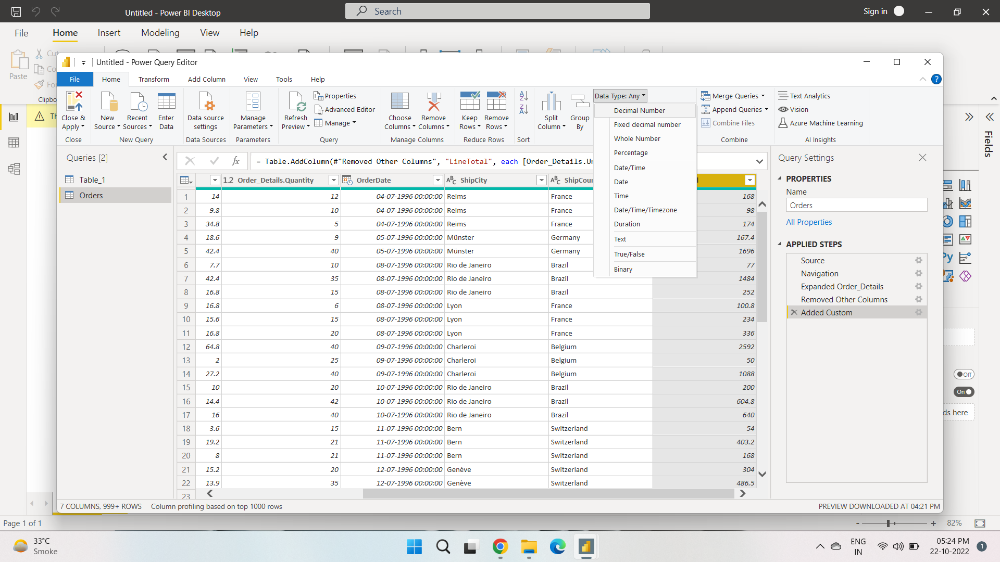 Untitled - Power BI Desktop
Search
Sign in
File Home Insert Modeling View Help
Paste
Untitled - Power Query Editor
File Home Transform Add Column View Tools Help
Close & Apply
Close
New Source
Recent Sources
Enter Data
New Query
Data source settings
Data Sources
Manage Parameters
Parameters
Refresh Preview
Properties
Advanced Editor
Manage
Query
Choose Columns
Remove Columns
Manage Columns
Keep Rows
Remove Rows
Reduce Rows
Sort
Split Column
Group By
Data Type: Any
Decimal Number
Fixed decimal number
Whole Number
Percentage
Date/Time
Date
Time
Date/Time/Timezone
Duration
Text
True/False
Binary
Merge Queries
Append Queries
Combine Files
Combine
Text Analytics
Vision
Azure Machine Learning
AI Insights
Fields
Queries [2]
Table_1
Orders
= Table.AddColumn(#"Removed Other Columns", "LineTotal", each [Order_Details.Un
1.2 Order_Details.Quantity OrderDate ABC ShipCity ABC ShipCour
1 14 12 04-07-1996 00:00:00 Reims France 168
2 9.8 10 04-07-1996 00:00:00 Reims France 98
3 34.8 5 04-07-1996 00:00:00 Reims France 174
4 18.6 9 05-07-1996 00:00:00 Münster Germany 167.4
5 42.4 40 05-07-1996 00:00:00 Münster Germany 1696
6 7.7 10 08-07-1996 00:00:00 Rio de Janeiro Brazil 77
7 42.4 35 08-07-1996 00:00:00 Rio de Janeiro Brazil 1484
8 16.8 15 08-07-1996 00:00:00 Rio de Janeiro Brazil 252
9 16.8 6 08-07-1996 00:00:00 Lyon France 100.8
10 15.6 15 08-07-1996 00:00:00 Lyon France 234
11 16.8 20 08-07-1996 00:00:00 Lyon France 336
12 64.8 40 09-07-1996 00:00:00 Charleroi Belgium 2592
13 2 25 09-07-1996 00:00:00 Charleroi Belgium 50
14 27.2 40 09-07-1996 00:00:00 Charleroi Belgium 1088
15 10 20 10-07-1996 00:00:00 Rio de Janeiro Brazil 200
16 14.4 42 10-07-1996 00:00:00 Rio de Janeiro Brazil 604.8
17 16 40 10-07-1996 00:00:00 Rio de Janeiro Brazil 640
18 3.6 15 11-07-1996 00:00:00 Bern Switzerland 54
19 19.2 21 11-07-1996 00:00:00 Bern Switzerland 403.2
20 8 21 11-07-1996 00:00:00 Bern Switzerland 168
21 15.2 20 12-07-1996 00:00:00 Genève Switzerland 304
22 13.9 35 12-07-1996 00:00:00 Genève Switzerland 486.5
23
Query Settings
PROPERTIES
Name
Orders
All Properties
APPLIED STEPS
Source
Navigation
Expanded Order_Details
Removed Other Columns
Added Custom
Py
Off
On
ds here
7 COLUMNS, 999+ ROWS Column profiling based on top 1000 rows
PREVIEW DOWNLOADED AT 04:21 PM
Page 1 of 1
- + 82%
33°C
Smoke
ENG
IN
05:24 PM
22-10-2022
1